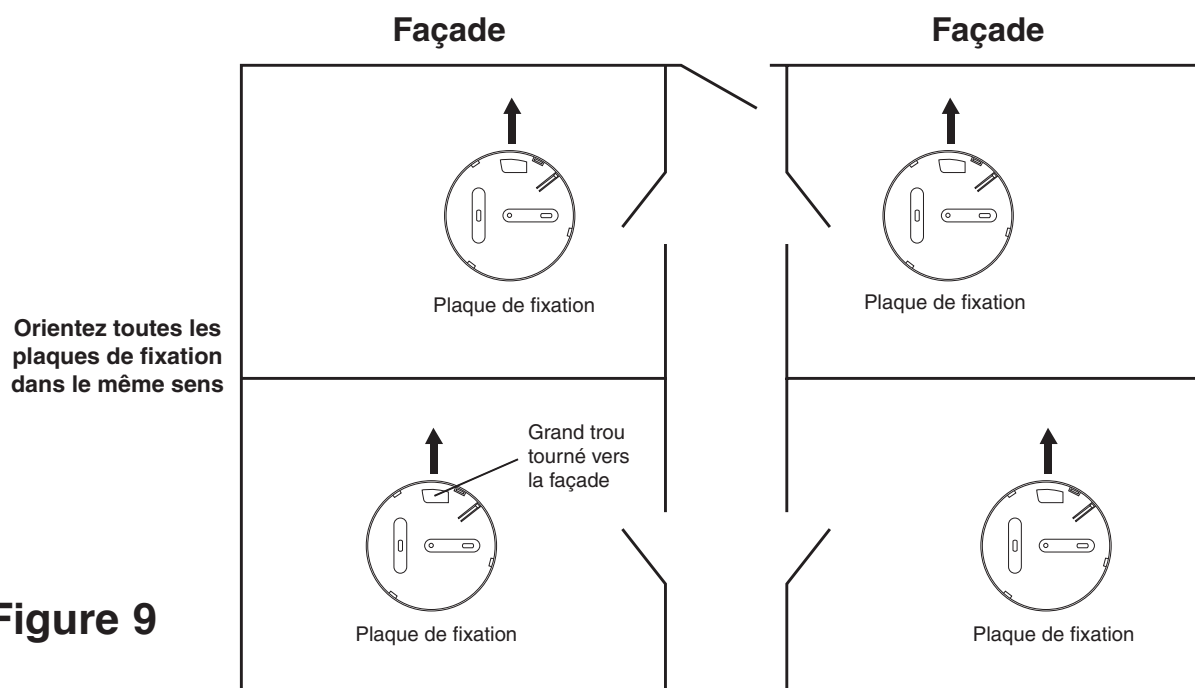 Façade
Façade
Plaque de fixation
Plaque de fixation
Orientez toutes les
plaques de fixation
dans le même sens
Grand trou
tourné vers
la façade
Figure 9
Plaque de fixation
Plaque de fixation